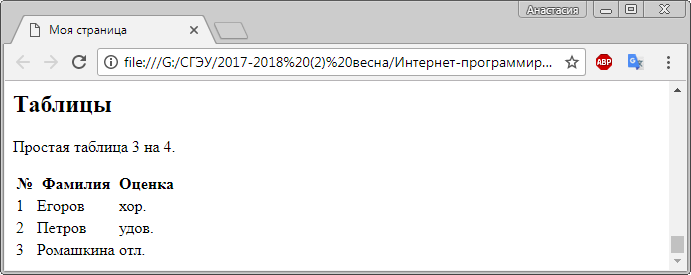 Анастасия
Моя страница
file:///G:/СГЭУ/2017-2018%20(2)%20весна/Интернет-программир...
ABP
Таблицы
Простая таблица 3 на 4.
№ Фамилия Оценка
1 Егоров хор.
2 Петров удов.
3 Ромашкина отл.